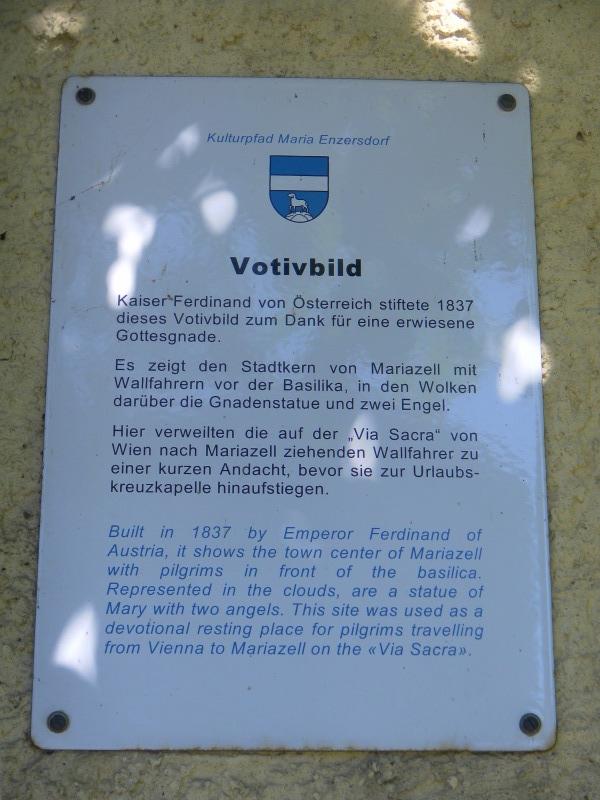 Kulturpfad Maria Enzersdorf
Votivbild
Kaiser Ferdinand von Österreich stiftete 1837
dieses Votivbild zum Dank für eine erwiesene
Gottesgnade.
Es zeigt den Stadtkern von Mariazell mit
Wallfahrern vor der Basilika, in den Wolken
darüber die Gnadenstatue und zwei Engel.
Hier verweilten die auf der „Via Sacra“ von
Wien nach Mariazell ziehenden Wallfahrer zu
einer kurzen Andacht, bevor sie zur Urlaubs-
kreuzkapelle hinaufstiegen.
Built in 1837 by Emperor Ferdinand of
Austria, it shows the town center of Mariazell
with pilgrims in front of the basilica.
Represented in the clouds, are a statue of
Mary with two angels. This site was used as a
devotional resting place for pilgrims travelling
from Vienna to Mariazell on the «Via Sacra».